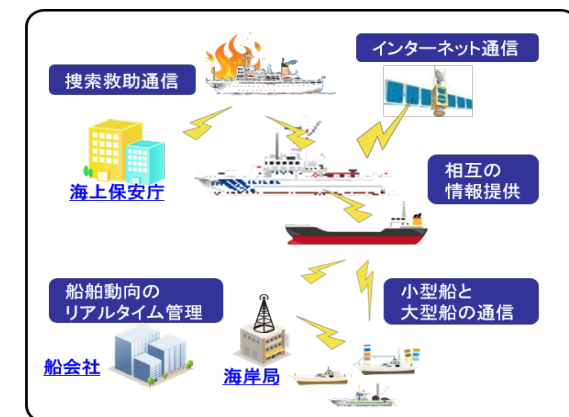 インターネット通信
捜索救助通信
海上保安庁
相互の
情報提供
船舶動向の
リアルタイム管理
小型船と
大型船の通信
船会社
海岸局